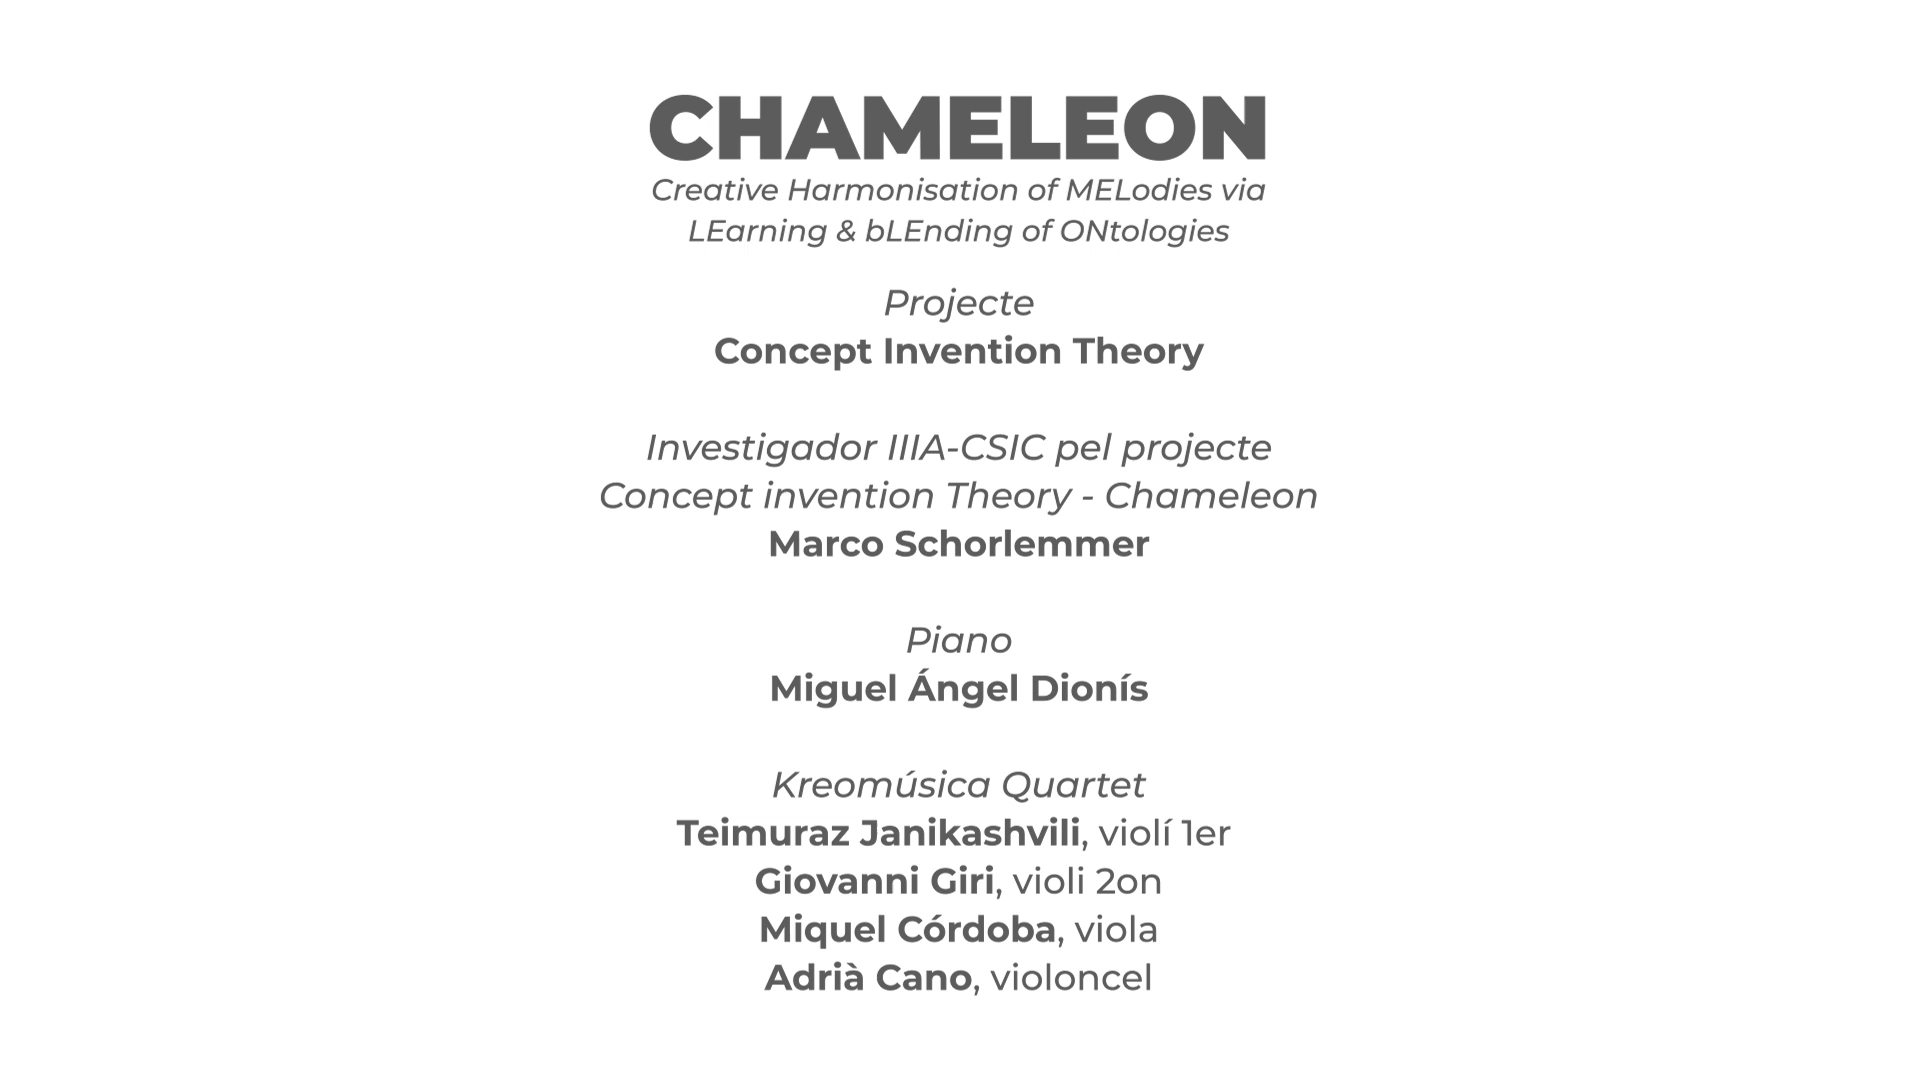 CHAMELEON
Creative Harmonisation of MELodies via
LEarning & bLEnding of ONtologies
Projecte
Concept Invention Theory
Investigador IIIA-CSIC pel projecte
Concept invention Theory - Chameleon
Marco Schorlemmer
Piano
Miguel Ángel Dionís
Kreomúsica Quartet
Teimuraz Janikashvili, violí 1er
Giovanni Giri, violi 2on
Miquel Córdoba, viola
Adrià Cano, violoncel